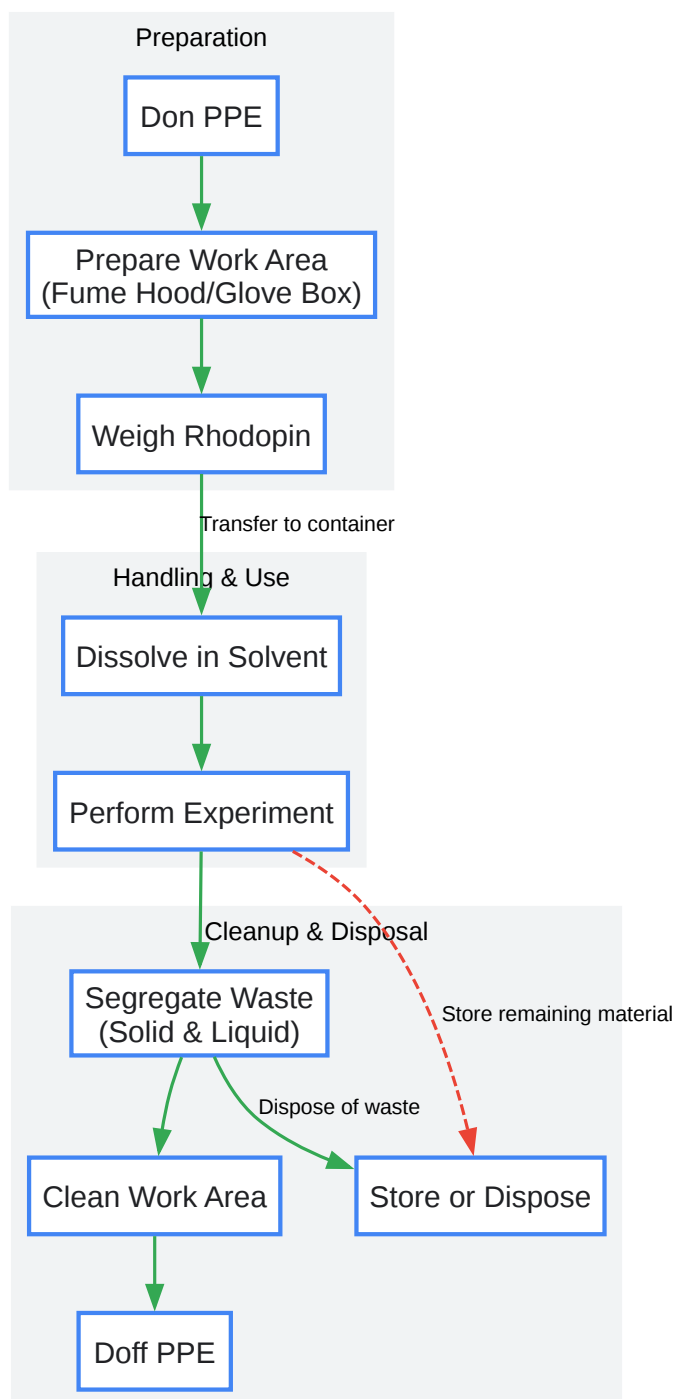 Preparation
Don PPE
Prepare Work Area
(Fume Hood/Glove Box)
Weigh Rhodopin
Transfer to container
Handling & Use
Dissolve in Solvent
Perform Experiment
Cleanup & Disposal
Segregate Waste
(Solid & Liquid)
Store remaining material
Dispose of waste
Clean Work Area
Store or Dispose
Doff PPE